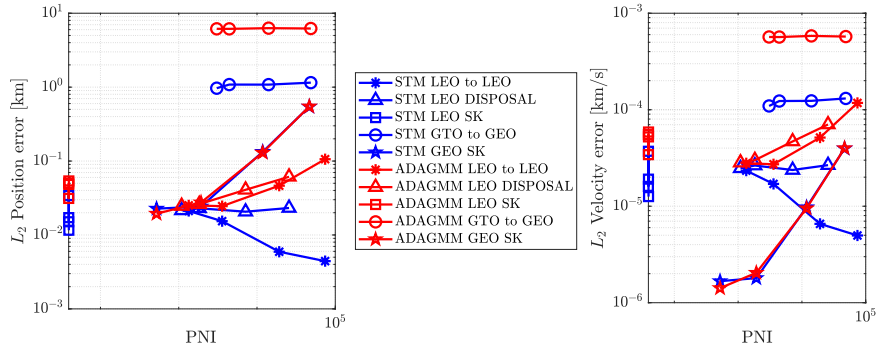 10^1
10^0
10^-1
10^-2
10^-3
L2 Position error [km]
PNI
10^5
STM LEO to LEO
STM LEO DISPOSAL
STM LEO SK
STM GTO to GEO
STM GEO SK
ADAGMM LEO to LEO
ADAGMM LEO DISPOSAL
ADAGMM LEO SK
ADAGMM GTO to GEO
ADAGMM GEO SK
10^-3
10^-4
10^-5
10^-6
L2 Velocity error [km/s]
PNI
10^5